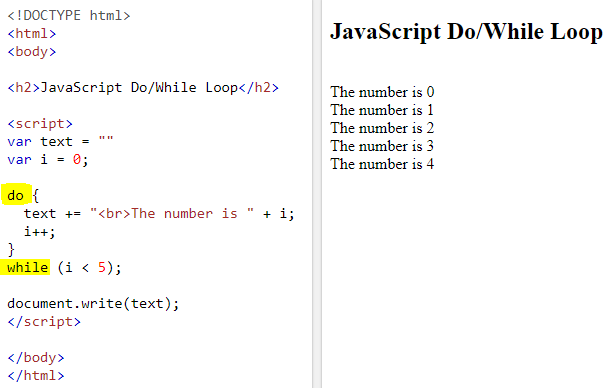 <!DOCTYPE html>
<html>
<body>
<h2>JavaScript Do/While Loop</h2>
<script>
var text = ""
var i = 0;
do {
text += "<br>The number is " + i;
i++;
}
while (i < 5);
document.write(text);
</script>
</body>
</html>
JavaScript Do/While Loop
The number is 0
The number is 1
The number is 2
The number is 3
The number is 4